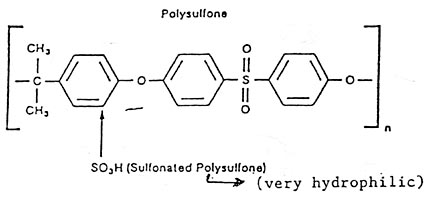 Polysulfone
CH₃
O
C
O
S
O
CH₃
O
n
SO₃H (Sulfonated Polysulfone)
(very hydrophilic)